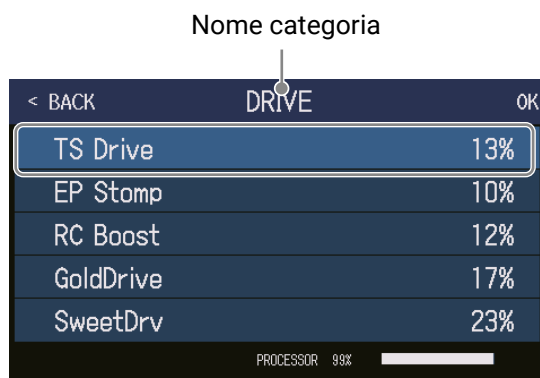 Nome categoria
< BACK DRIVE OK
TS Drive 13%
EP Stomp 10%
RC Boost 12%
GoldDrive 17%
SweetDrv 23%
PROCESSOR 99%